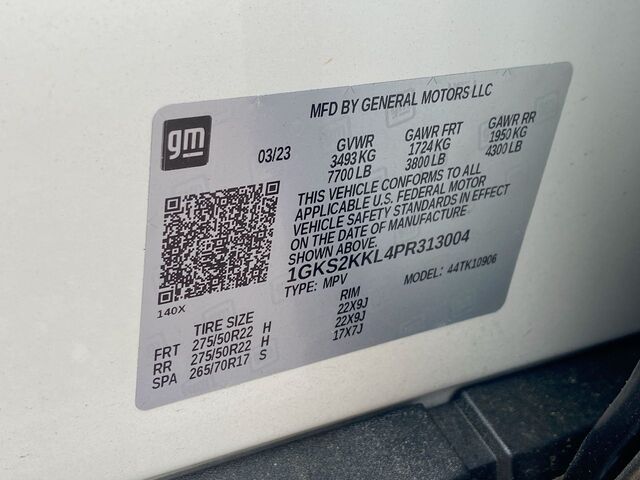 MFD BY GENERAL MOTORS LLC
gm
03/23
GVWR
3493 KG
7700 LB
GAWR FRT
1724 KG
3800 LB
GAWR RR
1950 KG
4300 LB
THIS VEHICLE CONFORMS TO ALL
APPLICABLE U.S. FEDERAL MOTOR
VEHICLE SAFETY STANDARDS IN EFFECT
ON THE DATE OF MANUFACTURE
SHOWN ABOVE.
1GKS2KKL4PR313004
TYPE: MPV
MODEL: 44TK10906
140X
TIRE SIZE
RIM
FRT 275/50R22 H 22X9J
RR 275/50R22 H 22X9J
SPA 265/70R17 S 17X7J